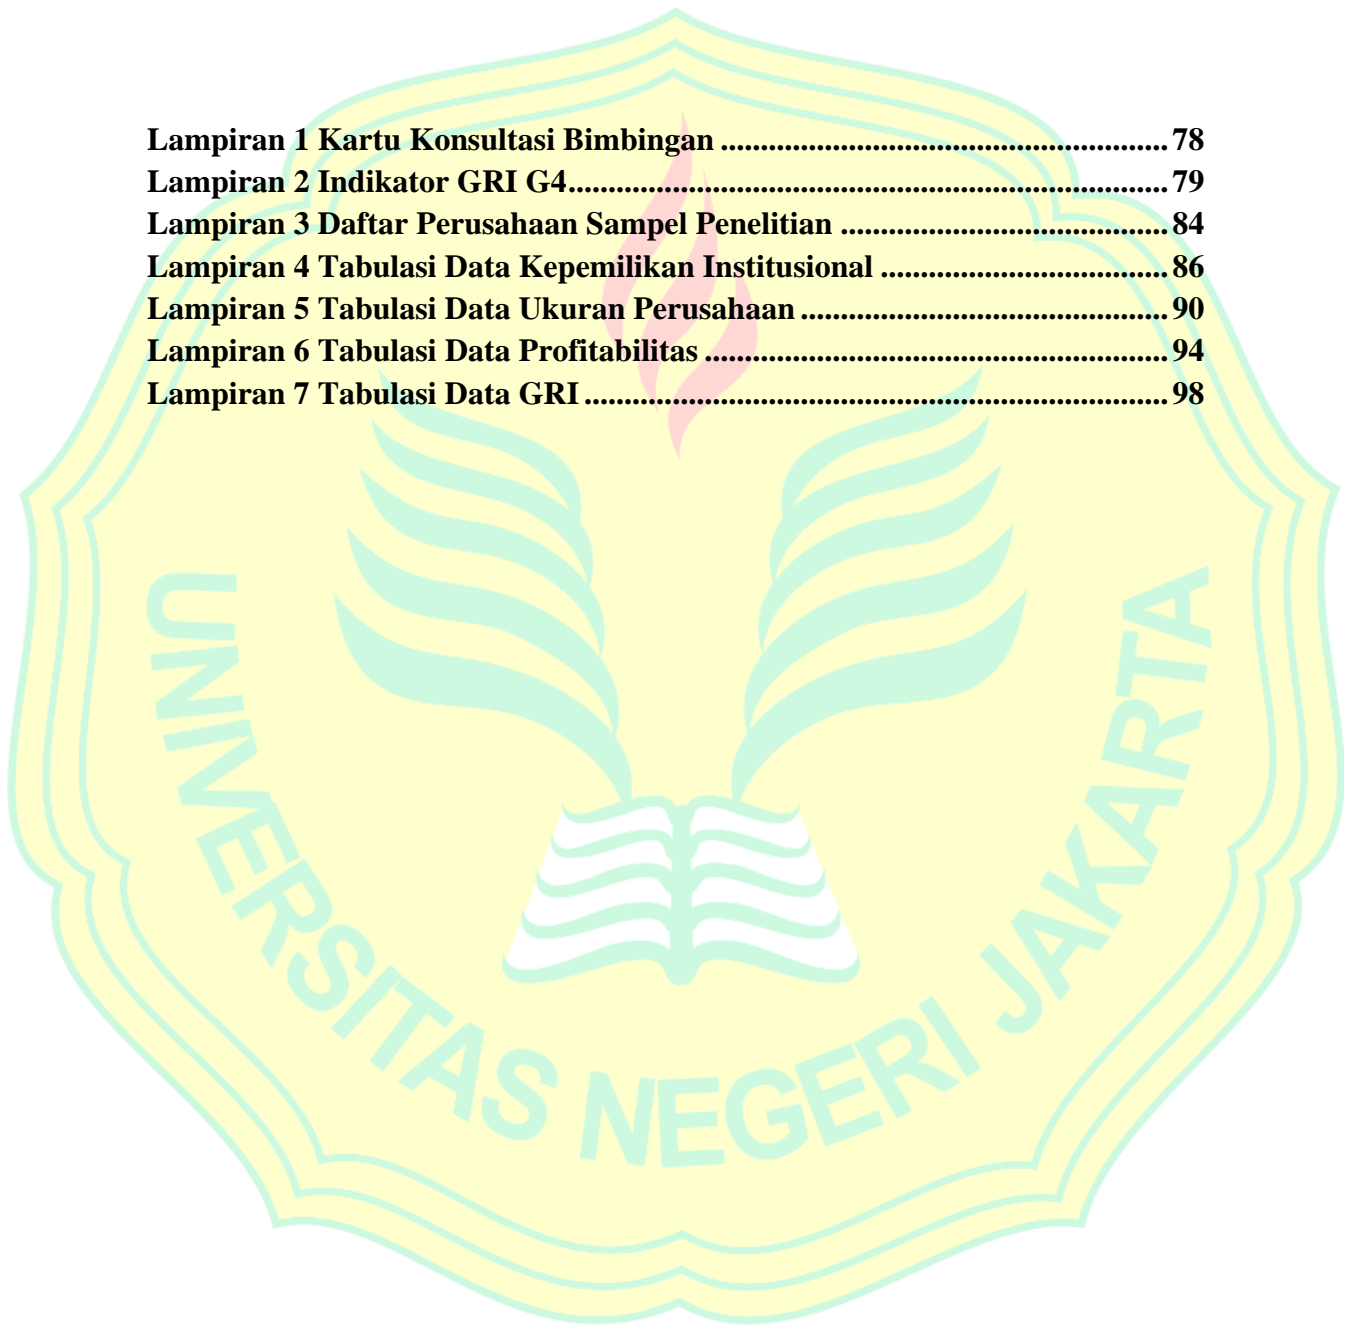 Lampiran 1 Kartu Konsultasi Bimbingan ........................................................ 78
Lampiran 2 Indikator GRI G4........................................................................... 79
Lampiran 3 Daftar Perusahaan Sampel Penelitian ......................................... 84
Lampiran 4 Tabulasi Data Kepemilikan Institusional .................................... 86
Lampiran 5 Tabulasi Data Ukuran Perusahaan .............................................. 90
Lampiran 6 Tabulasi Data Profitabilitas .......................................................... 94
Lampiran 7 Tabulasi Data GRI ......................................................................... 98
UNIVERSITAS NEGERI JAKARTA